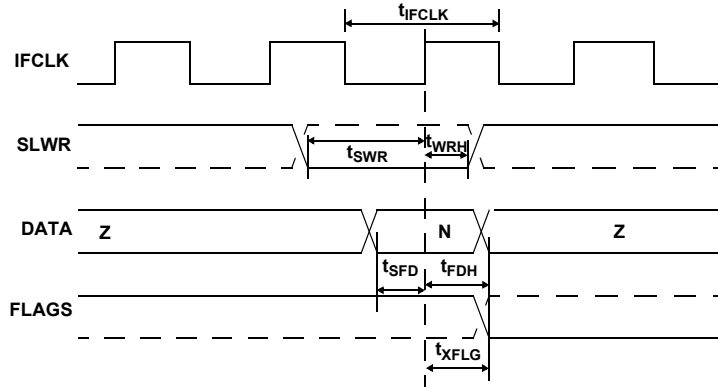 tIFCLK
IFCLK
SLWR
tSWR
tWRH
DATA
Z
N
Z
tSFD
tFDH
FLAGS
tXFLG